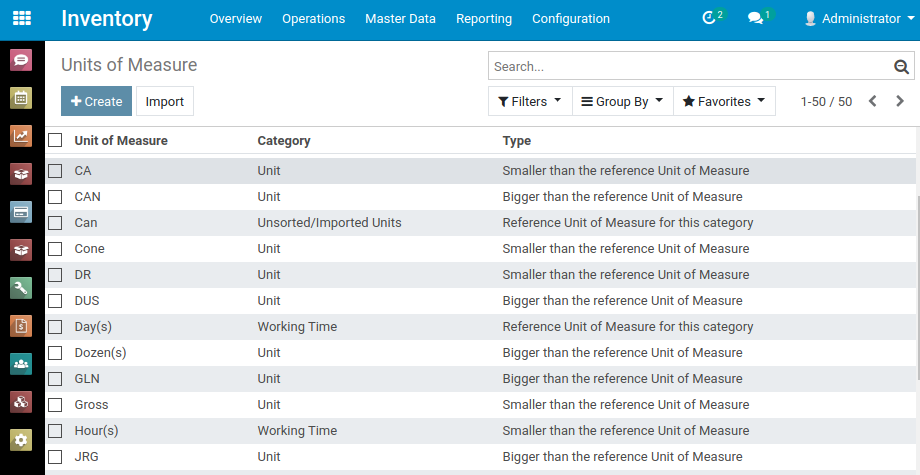 Inventory Overview Operations Master Data Reporting Configuration 2 1 Administrator
Units of Measure Search...
Create Import Filters Group By Favorites 1-50 / 50
Unit of Measure Category Type
CA Unit Smaller than the reference Unit of Measure
CAN Unit Bigger than the reference Unit of Measure
Can Unsorted/Imported Units Reference Unit of Measure for this category
Cone Unit Smaller than the reference Unit of Measure
DR Unit Smaller than the reference Unit of Measure
DUS Unit Bigger than the reference Unit of Measure
Day(s) Working Time Reference Unit of Measure for this category
Dozen(s) Unit Bigger than the reference Unit of Measure
GLN Unit Bigger than the reference Unit of Measure
Gross Unit Smaller than the reference Unit of Measure
Hour(s) Working Time Smaller than the reference Unit of Measure
JRG Unit Bigger than the reference Unit of Measure